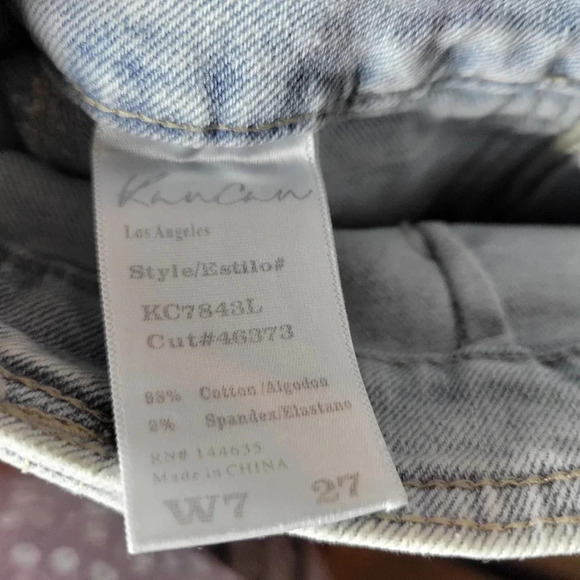 KanCan
Los Angeles
Style/Estilo#
KC7843L
Cut#46373
98% Cotton/Algodon
2% Spandex/Elastano
RN# 144635
Made in CHINA
W7 27